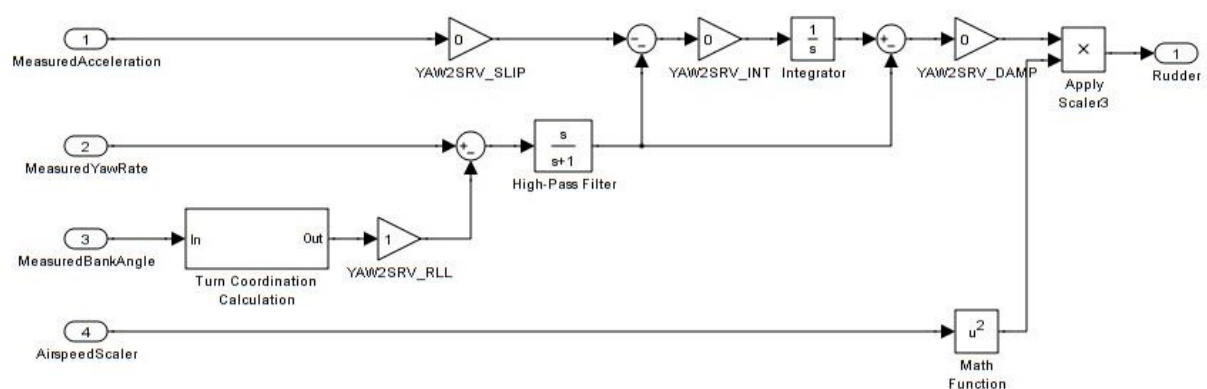 1
MeasuredAcceleration
0
YAW2SRV_SLIP
−
−
0
YAW2SRV_INT
1
s
Integrator
+
−
0
YAW2SRV_DAMP
×
Apply
Scaler3
1
Rudder
2
MeasuredYawRate
+
−
s
s+1
High-Pass Filter
3
MeasuredBankAngle
In
Out
Turn Coordination
Calculation
1
YAW2SRV_RLL
4
AirspeedScaler
u²
Math
Function